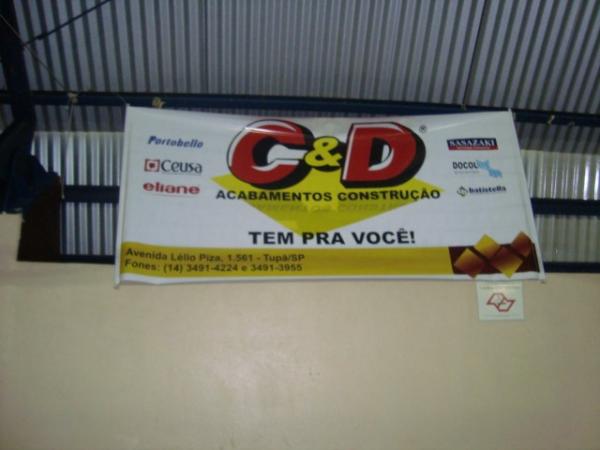 Portobello
Ceusa
eliane
C&D®
ACABAMENTOS CONSTRUÇÃO
TEM PRA VOCÊ!
SASAZAKI
DOCOL
batistella
Avenida Lélio Piza, 1.561 - Tupã/SP
Fones: (14) 3491-4224 e 3491-3955